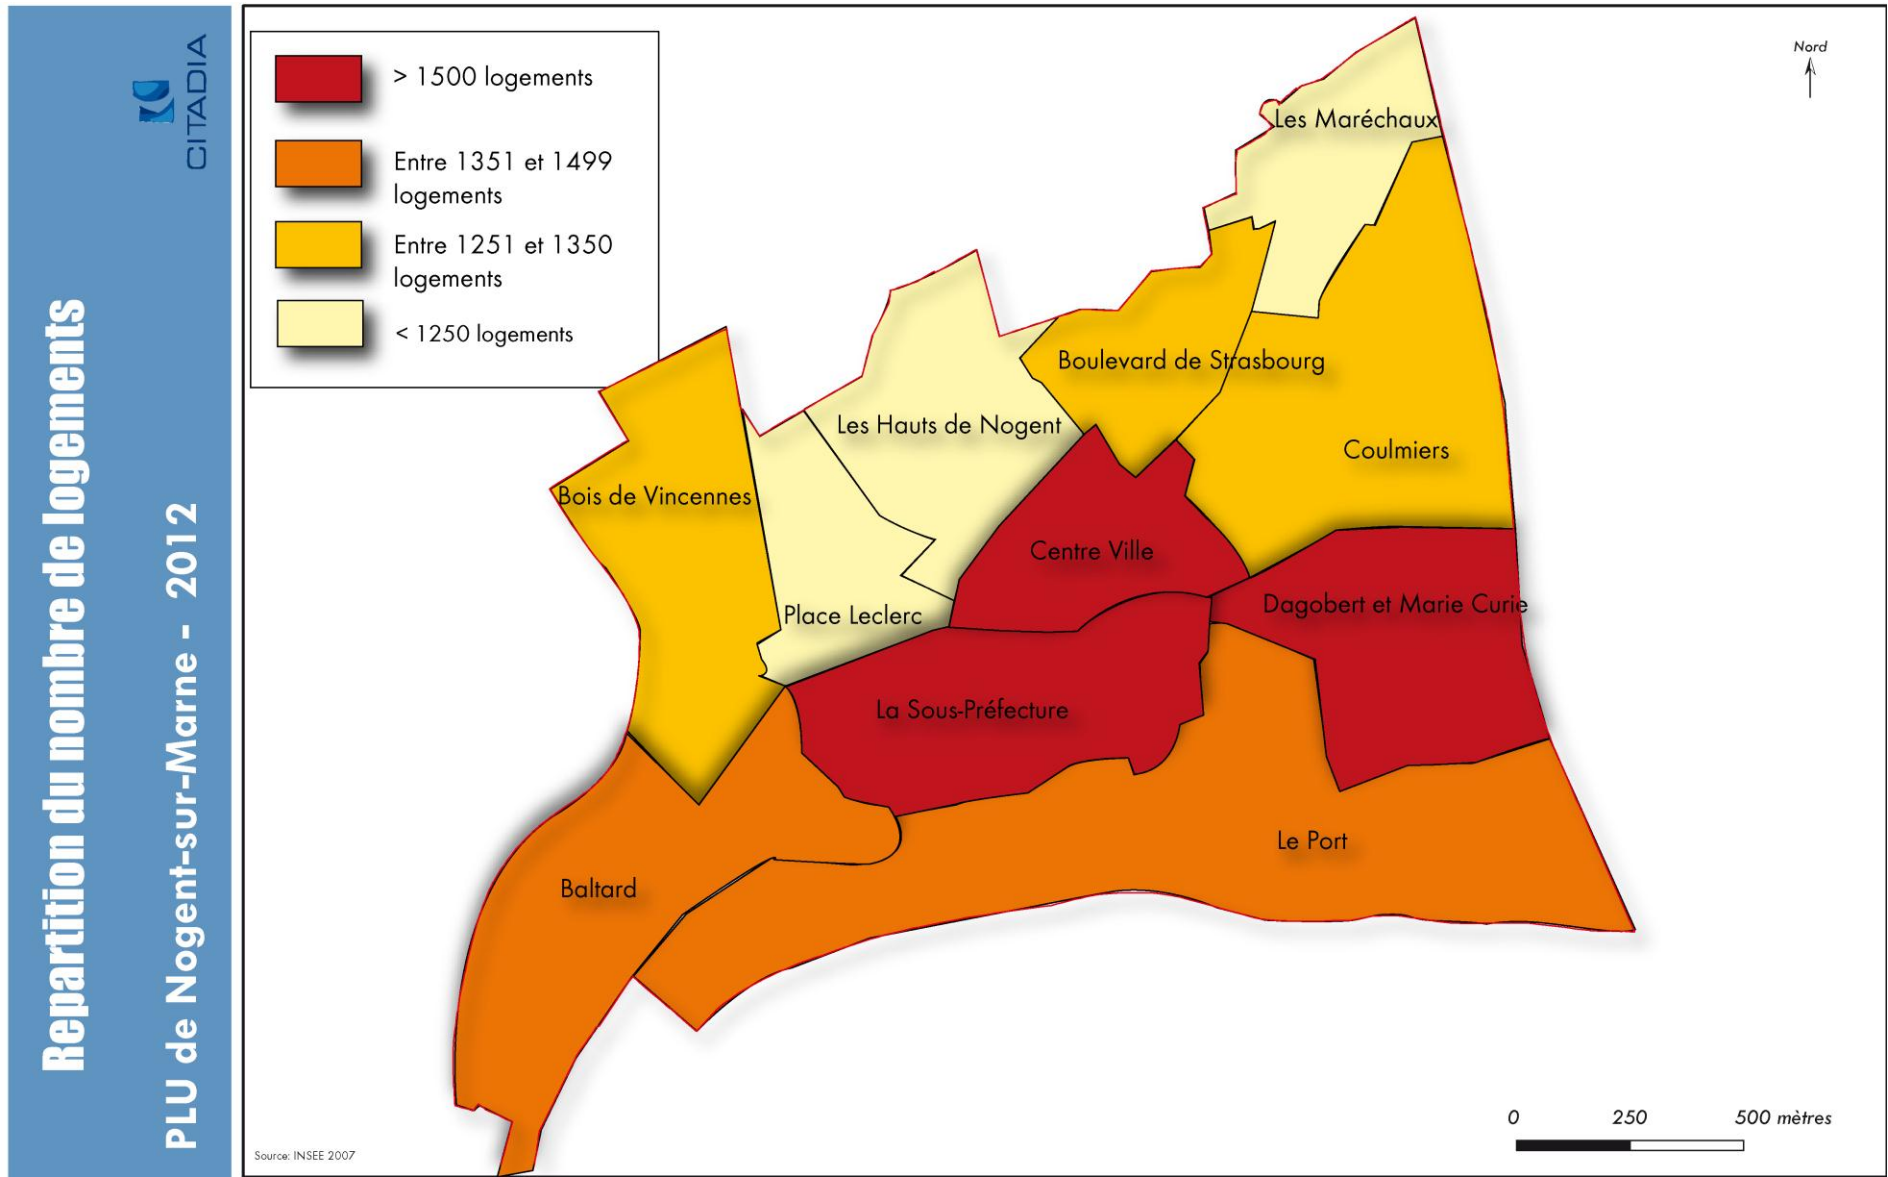 Repartition du nombre de logements
PLU de Nogent-sur-Marne - 2012
CITADIA
> 1500 logements
Entre 1351 et 1499
logements
Entre 1251 et 1350
logements
< 1250 logements
Nord
Les Maréchaux
Boulevard de Strasbourg
Les Hauts de Nogent
Coulmiers
Bois de Vincennes
Centre Ville
Dagobert et Marie Curie
Place Leclerc
La Sous-Préfecture
Le Port
Baltard
0 250 500 mètres
Source: INSEE 2007